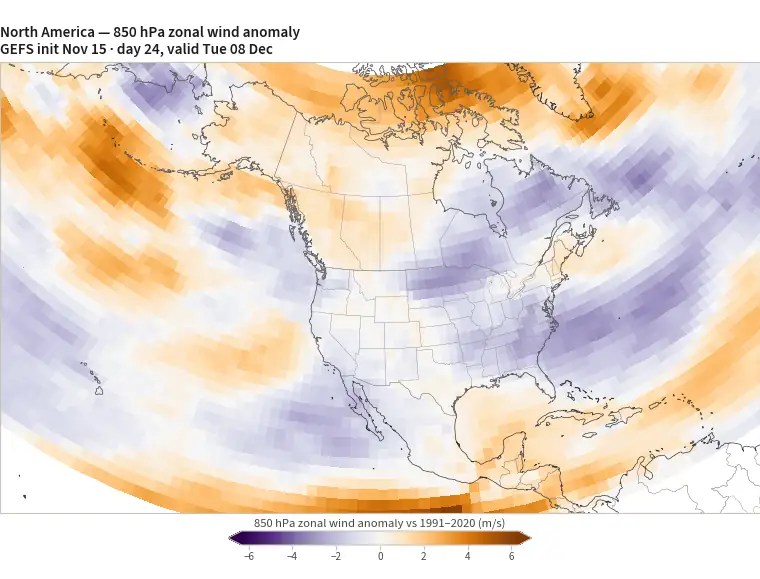 North America — 850 hPa zonal wind anomaly
GEFS init Nov 15 · day 24, valid Tue 08 Dec
850 hPa zonal wind anomaly vs 1991–2020 (m/s)
−6 −4 −2 0 2 4 6